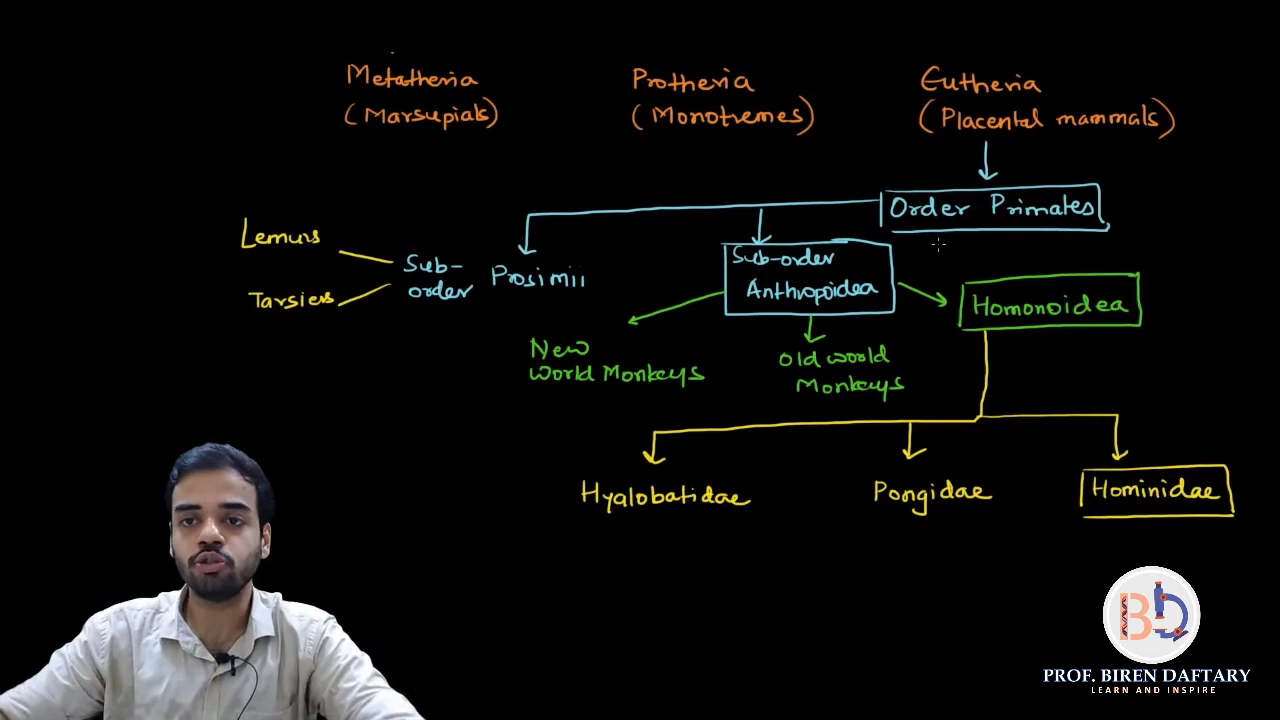 Metatheria
(Marsupials)
Protheria
(Monotremes)
Eutheria
(Placental mammals)
Order Primates
Lemurs
Tarsiers
Sub-
order
Prosimii
Sub-order
Anthropoidea
Homonoidea
New
World Monkeys
Old world
Monkeys
Hyalobatidae
Pongidae
Hominidae
BD
PROF. BIREN DAFTARY
LEARN AND INSPIRE